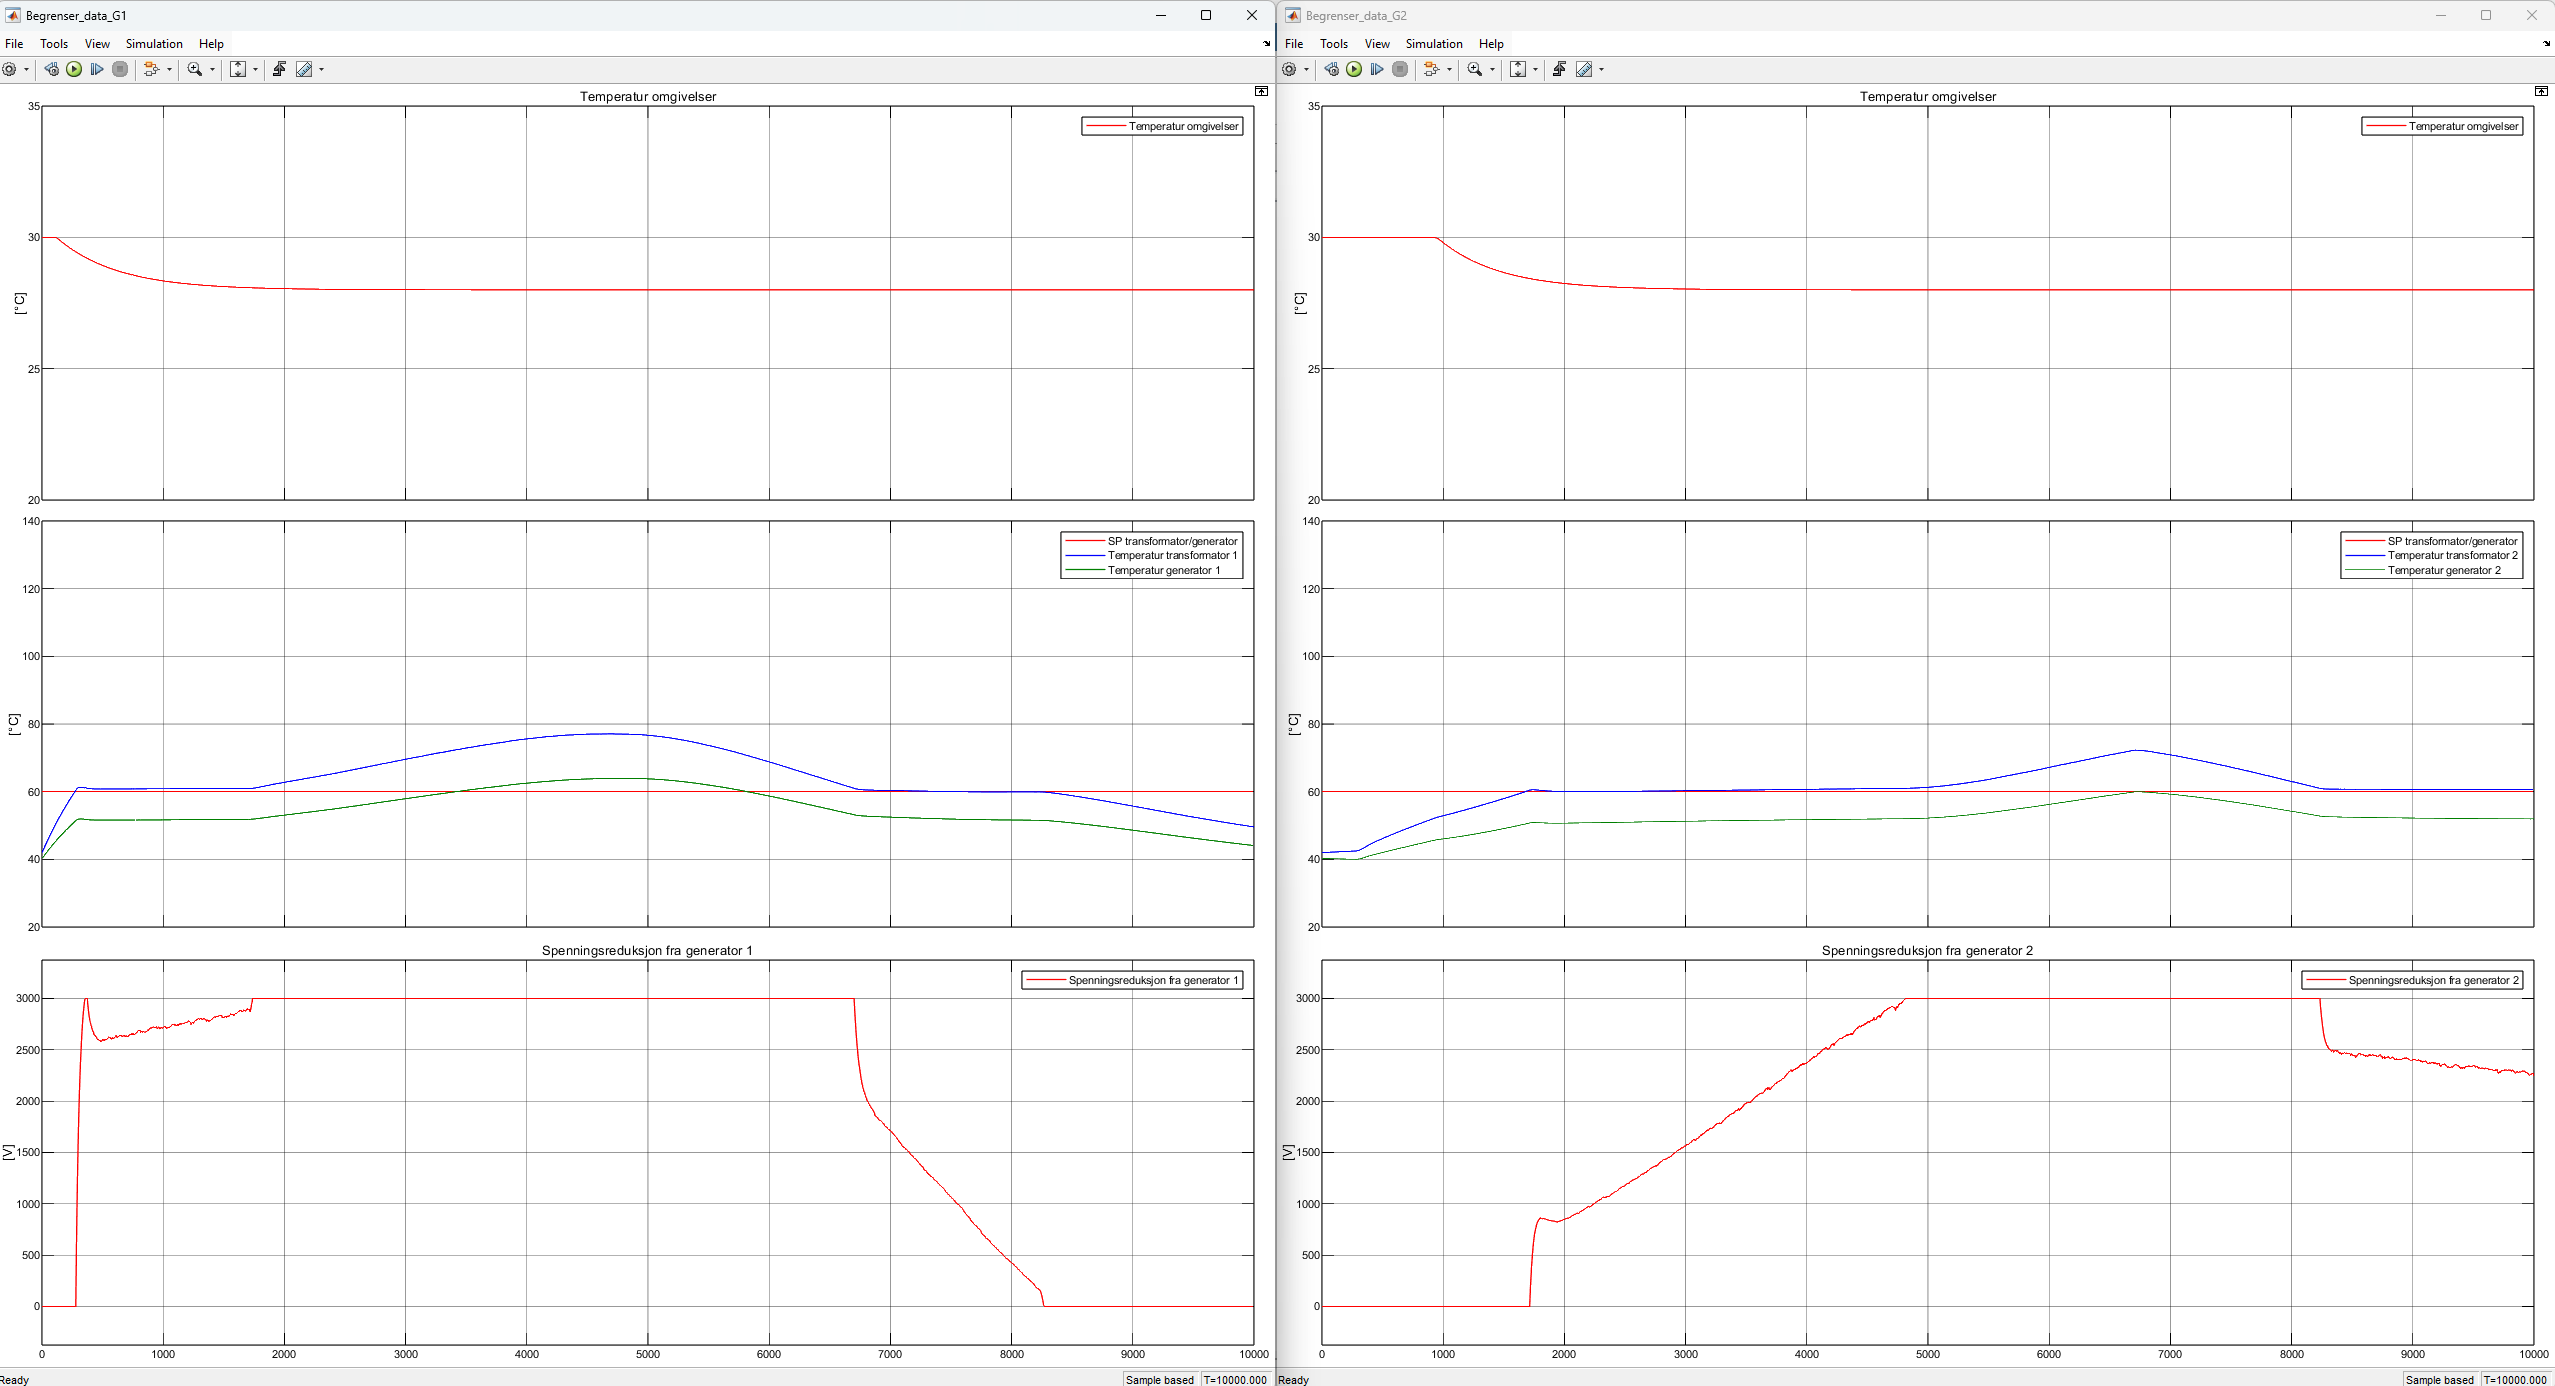 Begrenser_data_G1
File Tools View Simulation Help
Temperatur omgivelser
Temperatur omgivelser
35
30
25
20
[°C]
SP transformator/generator
Temperatur transformator 1
Temperatur generator 1
140
120
100
80
60
40
20
[°C]
Spenningsreduksjon fra generator 1
Spenningsreduksjon fra generator 1
3000
2500
2000
1500
1000
500
0
[V]
0 1000 2000 3000 4000 5000 6000 7000 8000 9000 10000
Ready Sample based T=10000.000
Begrenser_data_G2
File Tools View Simulation Help
Temperatur omgivelser
Temperatur omgivelser
35
30
25
20
[°C]
SP transformator/generator
Temperatur transformator 2
Temperatur generator 2
140
120
100
80
60
40
20
[°C]
Spenningsreduksjon fra generator 2
Spenningsreduksjon fra generator 2
3000
2500
2000
1500
1000
500
0
[V]
0 1000 2000 3000 4000 5000 6000 7000 8000 9000 10000
Ready Sample based T=10000.000